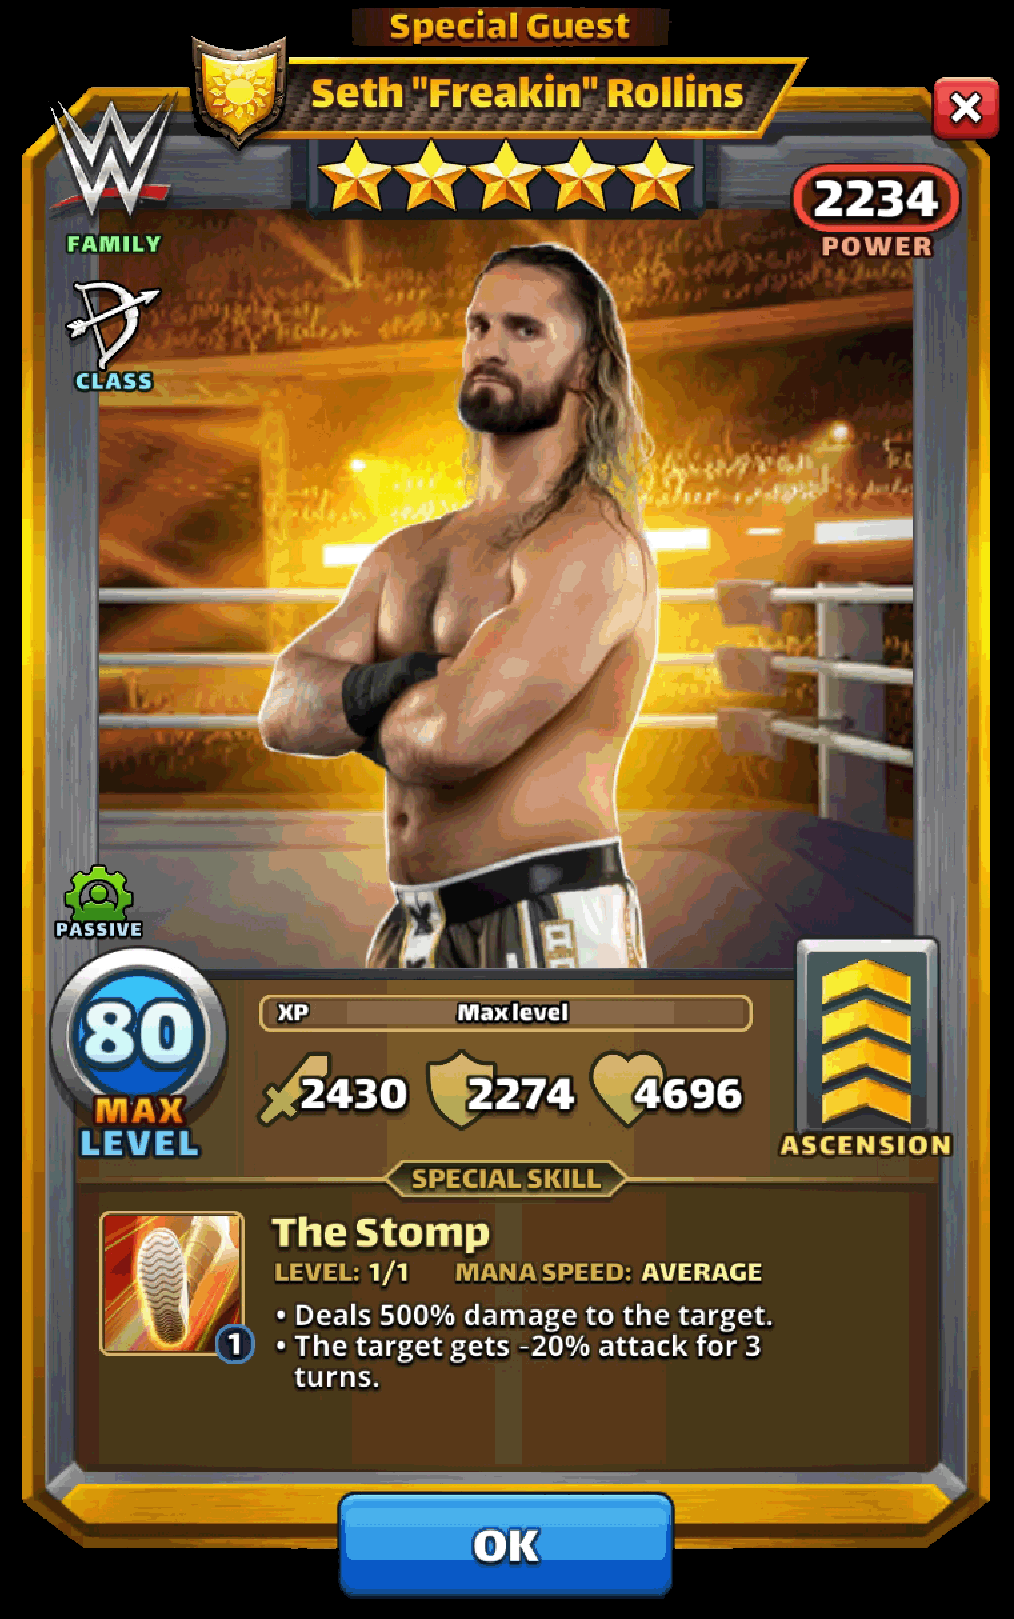 Special Guest
Seth "Freakin" Rollins
W
FAMILY
2234
POWER
CLASS
PASSIVE
80
MAX
LEVEL
XP Max level
2430 2274 4696
ASCENSION
SPECIAL SKILL
The Stomp
LEVEL: 1/1 MANA SPEED: AVERAGE
• Deals 500% damage to the target.
1
• The target gets -20% attack for 3
turns.
OK